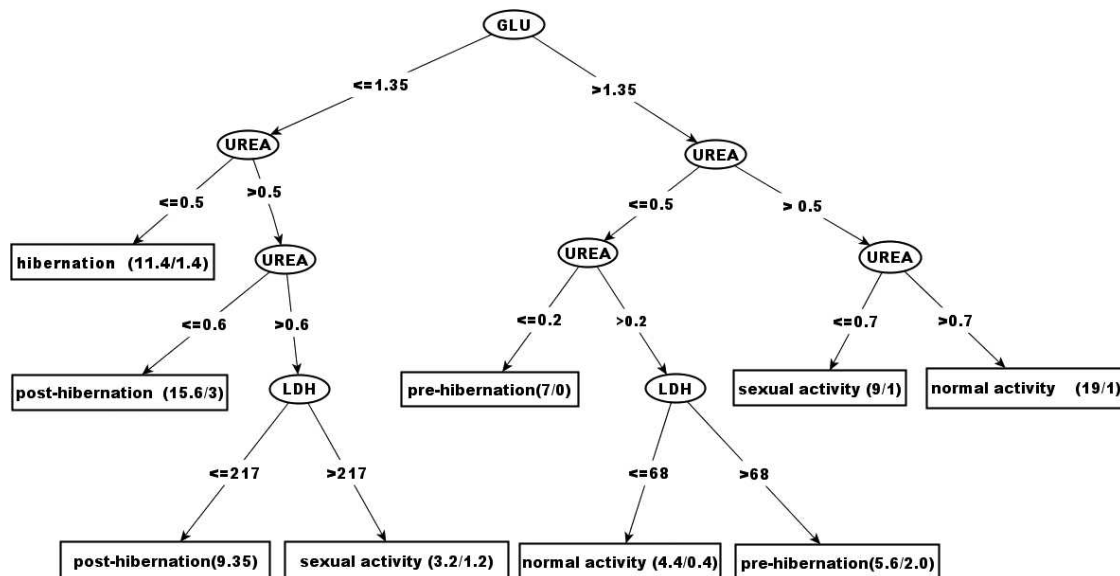 GLU
<=1.35
>1.35
UREA
UREA
<=0.5
>0.5
<=0.5
> 0.5
hibernation (11.4/1.4)
UREA
UREA
UREA
<=0.6
>0.6
<=0.2
>0.2
<=0.7
>0.7
post-hibernation (15.6/3)
LDH
pre-hibernation(7/0)
LDH
sexual activity (9/1)
normal activity (19/1)
<=217
>217
<=68
>68
post-hibernation(9.35)
sexual activity (3.2/1.2)
normal activity (4.4/0.4)
pre-hibernation(5.6/2.0)